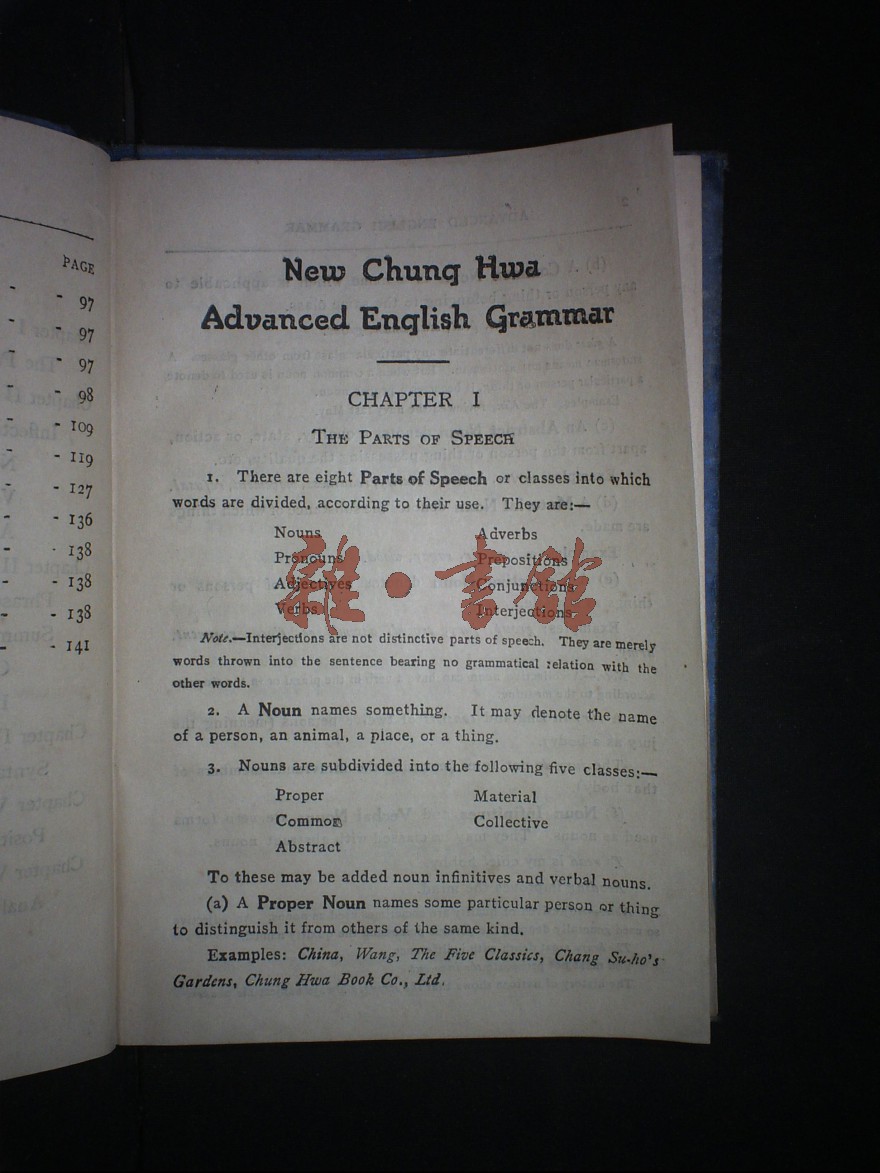 PAGE
- - 97
- - 97
- - 97
- - 98
- - 109
- - 119
- - 127
- - 136
- - 138
- - 138
- - 138
- - 141
New Chung Hwa
Advanced English Grammar
CHAPTER I
THE PARTS OF SPEECH
1. There are eight Parts of Speech or classes into which
words are divided, according to their use. They are:—
Nouns Adverbs
Pronouns Prepositions
Adjectives Conjunctions
Verbs Interjections
雜·書館
Note.—Interjections are not distinctive parts of speech. They are merely
words thrown into the sentence bearing no grammatical relation with the
other words.
2. A Noun names something. It may denote the name
of a person, an animal, a place, or a thing.
3. Nouns are subdivided into the following five classes:—
Proper Material
Common Collective
Abstract
To these may be added noun infinitives and verbal nouns.
(a) A Proper Noun names some particular person or thing
to distinguish it from others of the same kind.
Examples: China, Wang, The Five Classics, Chang Su-ho's
Gardens, Chung Hwa Book Co., Ltd.